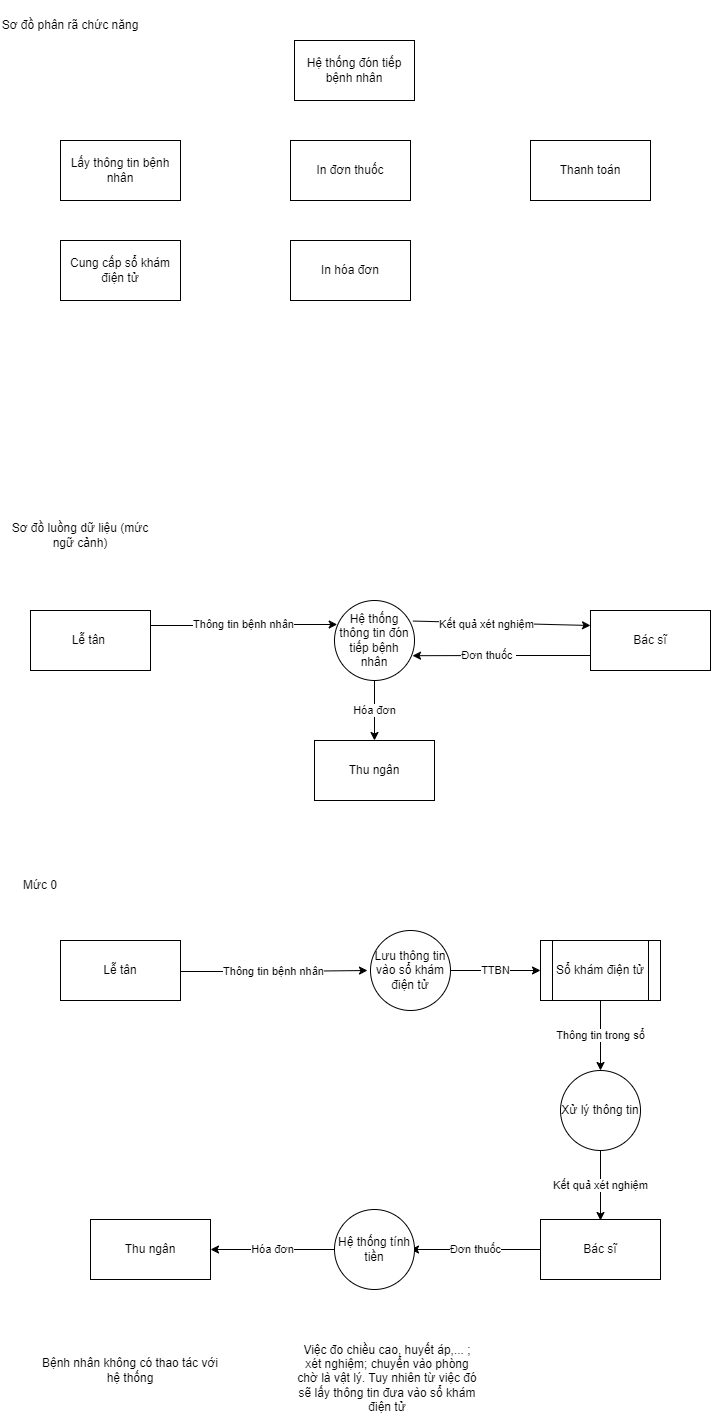 Sơ đồ phân rã chức năng
Hệ thống đón tiếp
bệnh nhân
Lấy thông tin bệnh
nhân
In đơn thuốc
Thanh toán
Cung cấp sổ khám
điện tử
In hóa đơn
Sơ đồ luồng dữ liệu (mức
ngữ cảnh)
Lễ tân
Thông tin bệnh nhân
Hệ thống
thông tin đón
tiếp bệnh
nhân
Kết quả xét nghiệm
Đơn thuốc
Bác sĩ
Hóa đơn
Thu ngân
Mức 0
Lễ tân
Thông tin bệnh nhân
Lưu thông tin
vào sổ khám
điện tử
TTBN
Sổ khám điện tử
Thông tin trong sổ
Xử lý thông tin
Kết quả xét nghiệm
Thu ngân
Hóa đơn
Hệ thống tính
tiền
Đơn thuốc
Bác sĩ
Bệnh nhân không có thao tác với
hệ thống
Việc đo chiều cao, huyết áp,... ;
xét nghiệm; chuyển vào phòng
chờ là vật lý. Tuy nhiên từ việc đó
sẽ lấy thông tin đưa vào sổ khám
điện tử